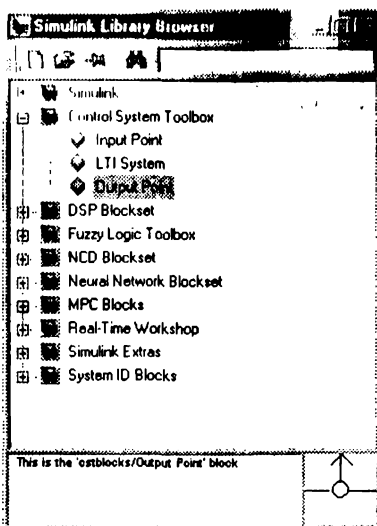 Simulink Library Browser
Simulink
Control System Toolbox
Input Point
LTI System
Output Point
DSP Blockset
Fuzzy Logic Toolbox
NCD Blockset
Neural Network Blockset
MPC Blocks
Real-Time Workshop
Simulink Extras
System ID Blocks
This is the 'cstblocks/Output Point' block